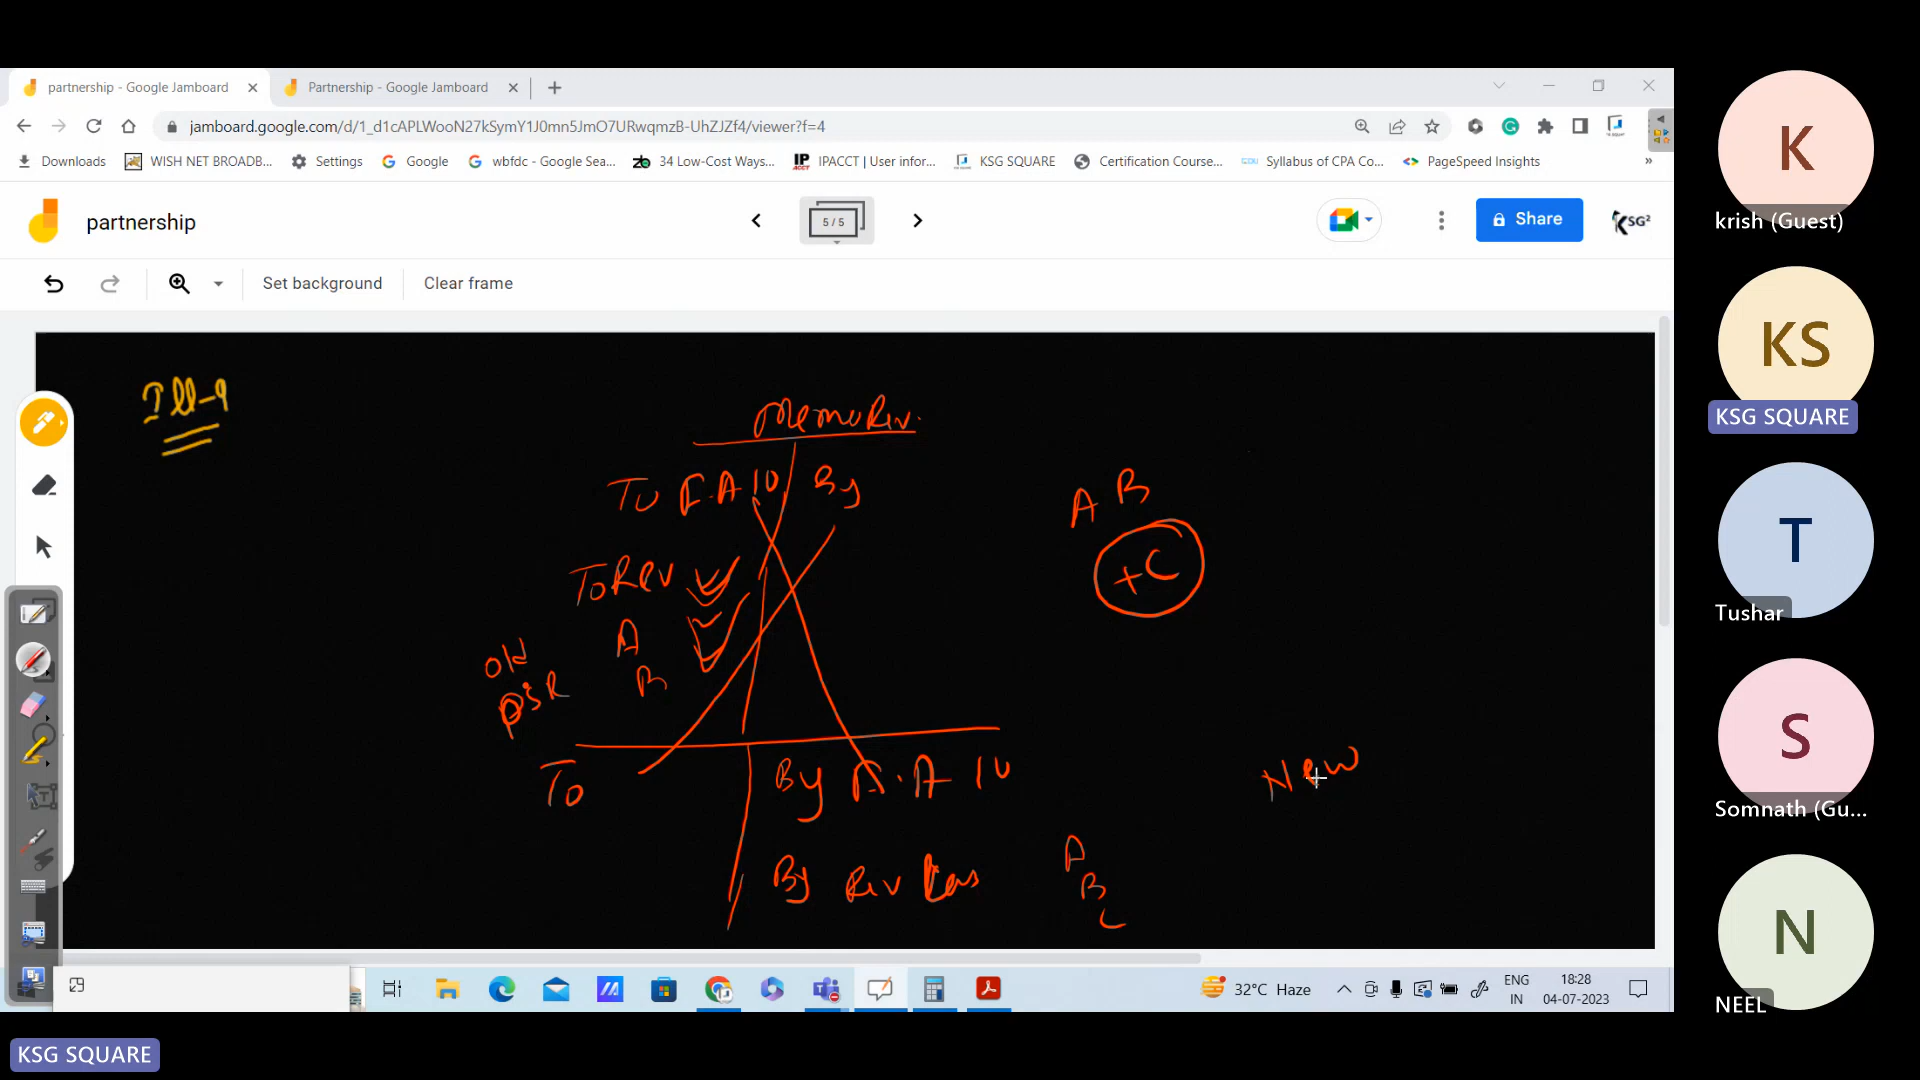 partnership - Google Jamboard
Partnership - Google Jamboard
jamboard.google.com/d/1_d1cAPLWooN27kSymY1J0mn5JmO7URwqmzB-UhZJZf4/viewer?f=4
Downloads
WISH NET BROADB...
Settings
Google
wbfdc - Google Sea...
34 Low-Cost Ways...
IPACCT | User infor...
KSG SQUARE
Certification Course...
Syllabus of CPA Co...
PageSpeed Insights
partnership
5 / 5
Share
KSG²
Set background
Clear frame
Ill-9
Memo Rev.
To F.A 10
By
A B
+C
To Rev
A
B
Old
PSR
To
By F.A 10
New
By Rev Loss
A
B
C
32°C Haze
ENG
IN
18:28
04-07-2023
K
krish (Guest)
KS
KSG SQUARE
T
Tushar
S
Somnath (Gu...
N
NEEL
KSG SQUARE